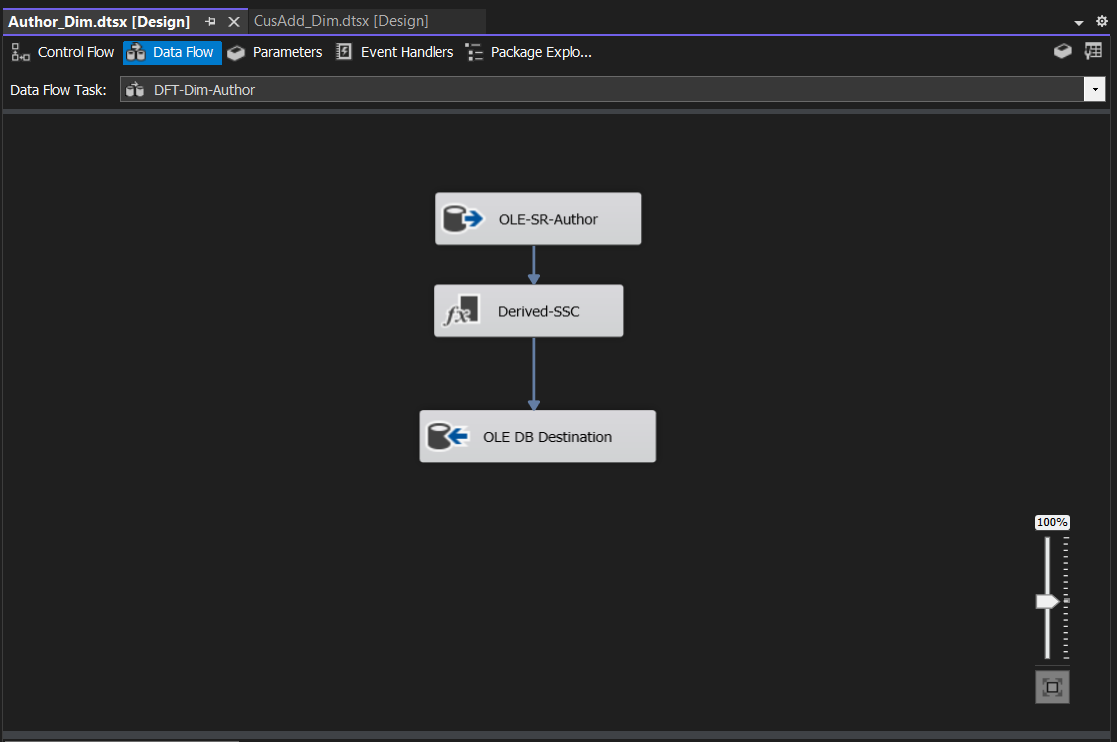 Author_Dim.dtsx [Design] CusAdd_Dim.dtsx [Design]
Control Flow Data Flow Parameters Event Handlers Package Explo...
Data Flow Task: DFT-Dim-Author
OLE-SR-Author
Derived-SSC
OLE DB Destination
100%